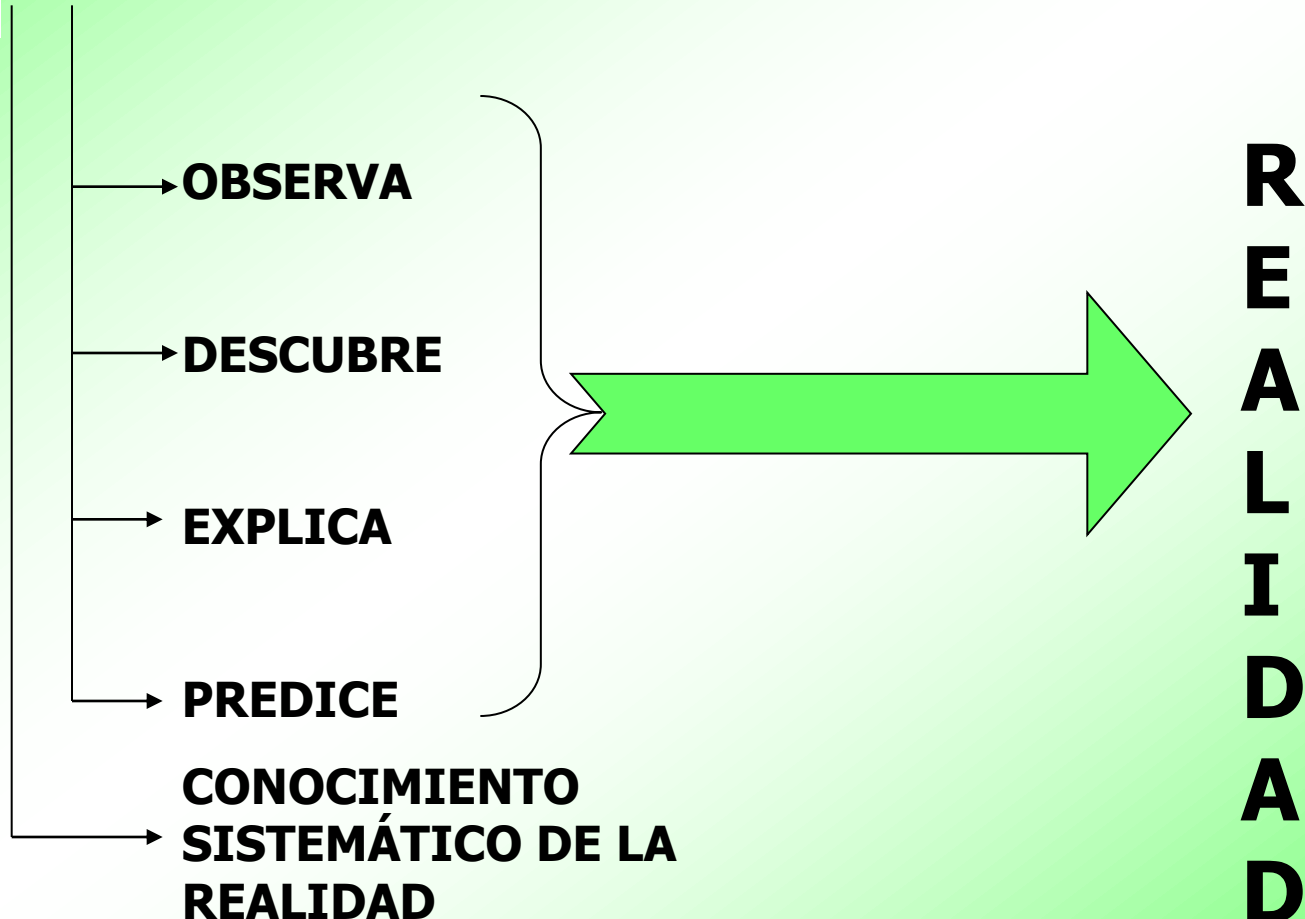 OBSERVA
DESCUBRE
EXPLICA
PREDICE
CONOCIMIENTO
SISTEMÁTICO DE LA
REALIDAD
R
E
A
L
I
D
A
D